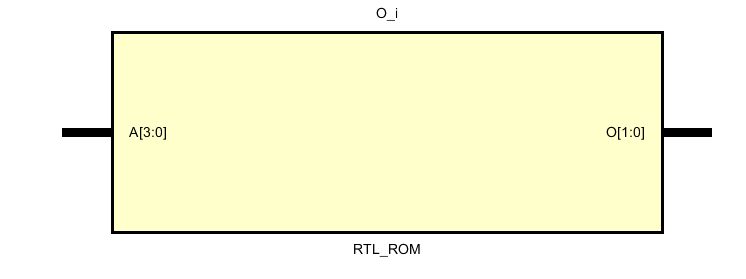 O_i
A[3:0]
O[1:0]
RTL_ROM